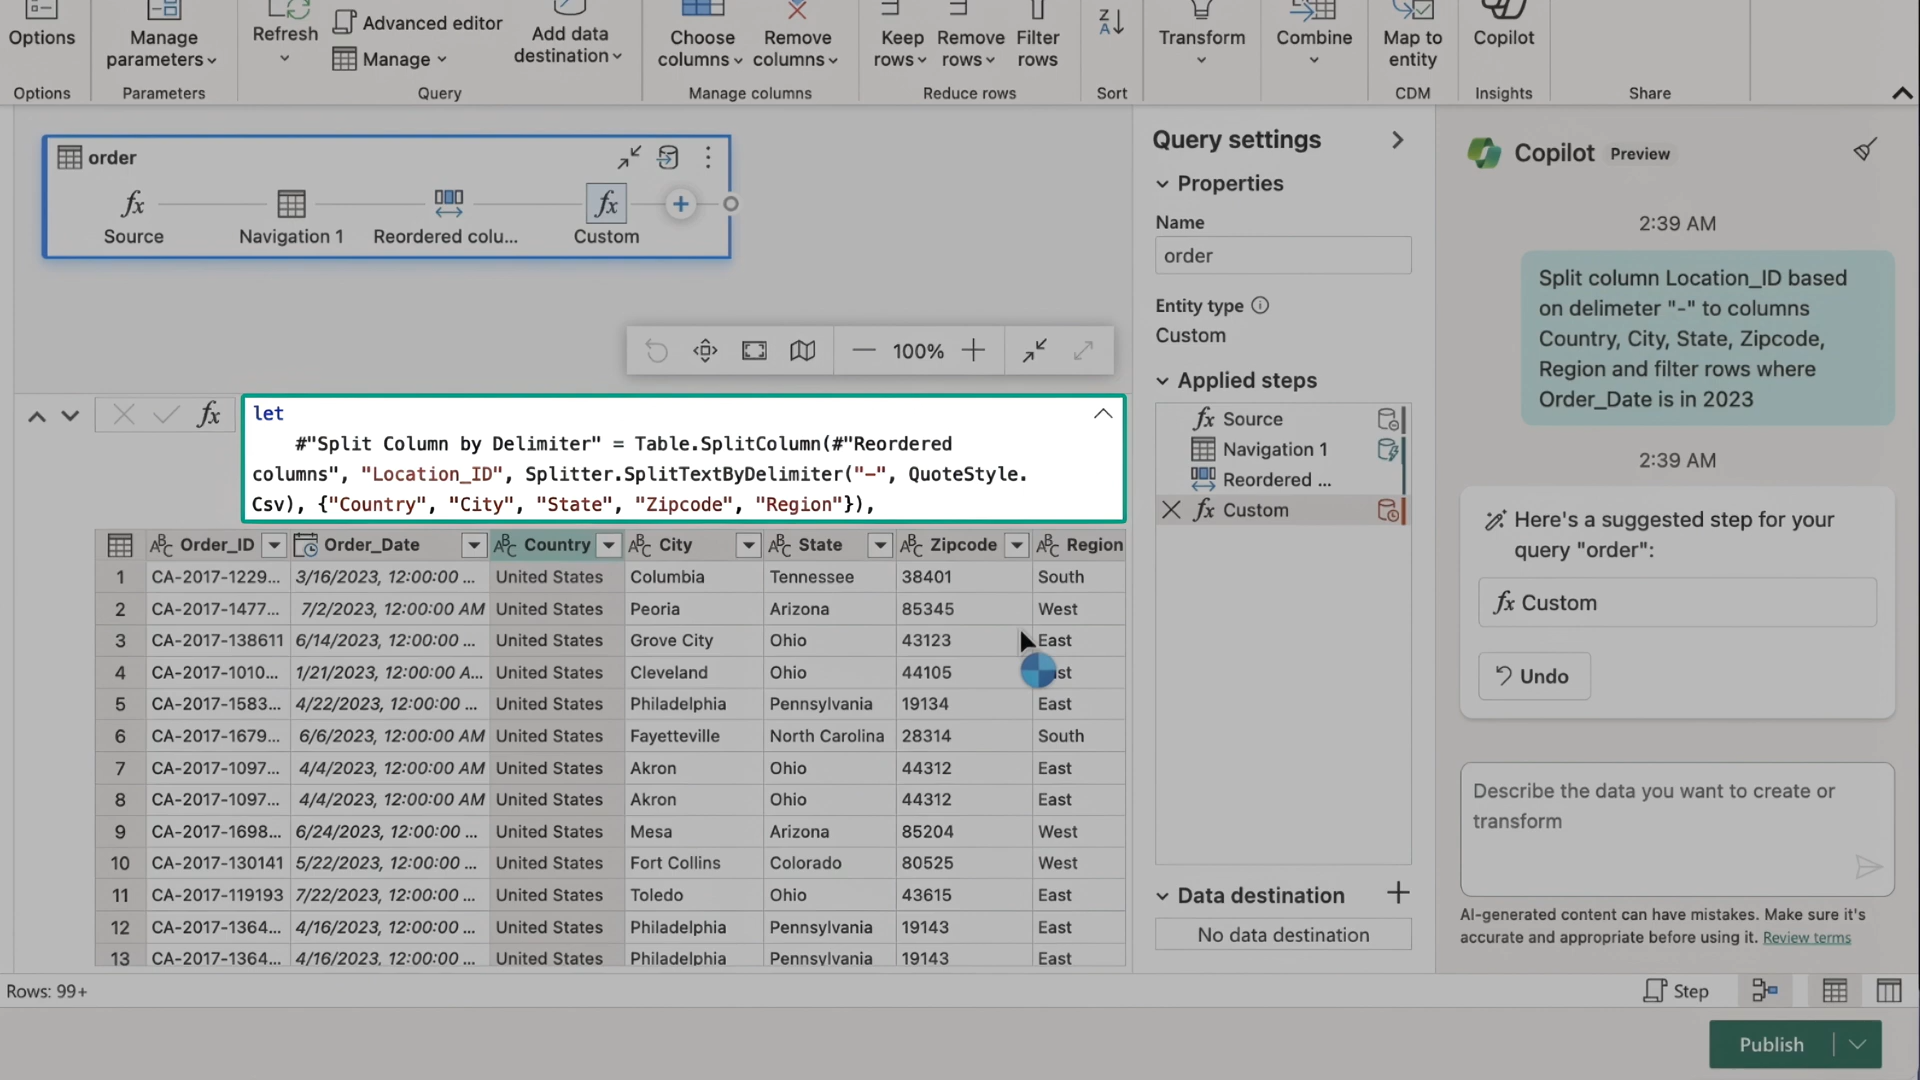 Options
Manage parameters
Refresh
Advanced editor
Manage
Add data destination
Choose columns
Remove columns
Keep rows
Remove rows
Filter rows
Transform
Combine
Map to entity
Copilot
Options
Parameters
Query
Manage columns
Reduce rows
Sort
CDM
Insights
Share
order
Source
Navigation 1
Reordered colu...
Custom
100%
let
#"Split Column by Delimiter" = Table.SplitColumn(#"Reordered
columns", "Location_ID", Splitter.SplitTextByDelimiter("-", QuoteStyle.
Csv), {"Country", "City", "State", "Zipcode", "Region"}),
Order_ID Order_Date Country City State Zipcode Region
1 CA-2017-1229... 3/16/2023, 12:00:00 ... United States Columbia Tennessee 38401 South
2 CA-2017-1477... 7/2/2023, 12:00:00 AM United States Peoria Arizona 85345 West
3 CA-2017-138611 6/14/2023, 12:00:00 ... United States Grove City Ohio 43123 East
4 CA-2017-1010... 1/21/2023, 12:00:00 A... United States Cleveland Ohio 44105
5 CA-2017-1583... 4/22/2023, 12:00:00 ... United States Philadelphia Pennsylvania 19134 East
6 CA-2017-1679... 6/6/2023, 12:00:00 AM United States Fayetteville North Carolina 28314 South
7 CA-2017-1097... 4/4/2023, 12:00:00 AM United States Akron Ohio 44312 East
8 CA-2017-1097... 4/4/2023, 12:00:00 AM United States Akron Ohio 44312 East
9 CA-2017-1698... 6/24/2023, 12:00:00 ... United States Mesa Arizona 85204 West
10 CA-2017-130141 5/22/2023, 12:00:00 ... United States Fort Collins Colorado 80525 West
11 CA-2017-119193 7/22/2023, 12:00:00 ... United States Toledo Ohio 43615 East
12 CA-2017-1364... 4/16/2023, 12:00:00 ... United States Philadelphia Pennsylvania 19143 East
13 CA-2017-1364... 4/16/2023, 12:00:00 ... United States Philadelphia Pennsylvania 19143 East
Rows: 99+
Query settings
Properties
Name
order
Entity type
Custom
Applied steps
Source
Navigation 1
Reordered ...
Custom
Data destination
No data destination
Copilot Preview
2:39 AM
Split column Location_ID based
on delimeter "-" to columns
Country, City, State, Zipcode,
Region and filter rows where
Order_Date is in 2023
2:39 AM
Here's a suggested step for your
query "order":
Custom
Undo
Describe the data you want to create or
transform
AI-generated content can have mistakes. Make sure it's
accurate and appropriate before using it. Review terms
Step
Publish